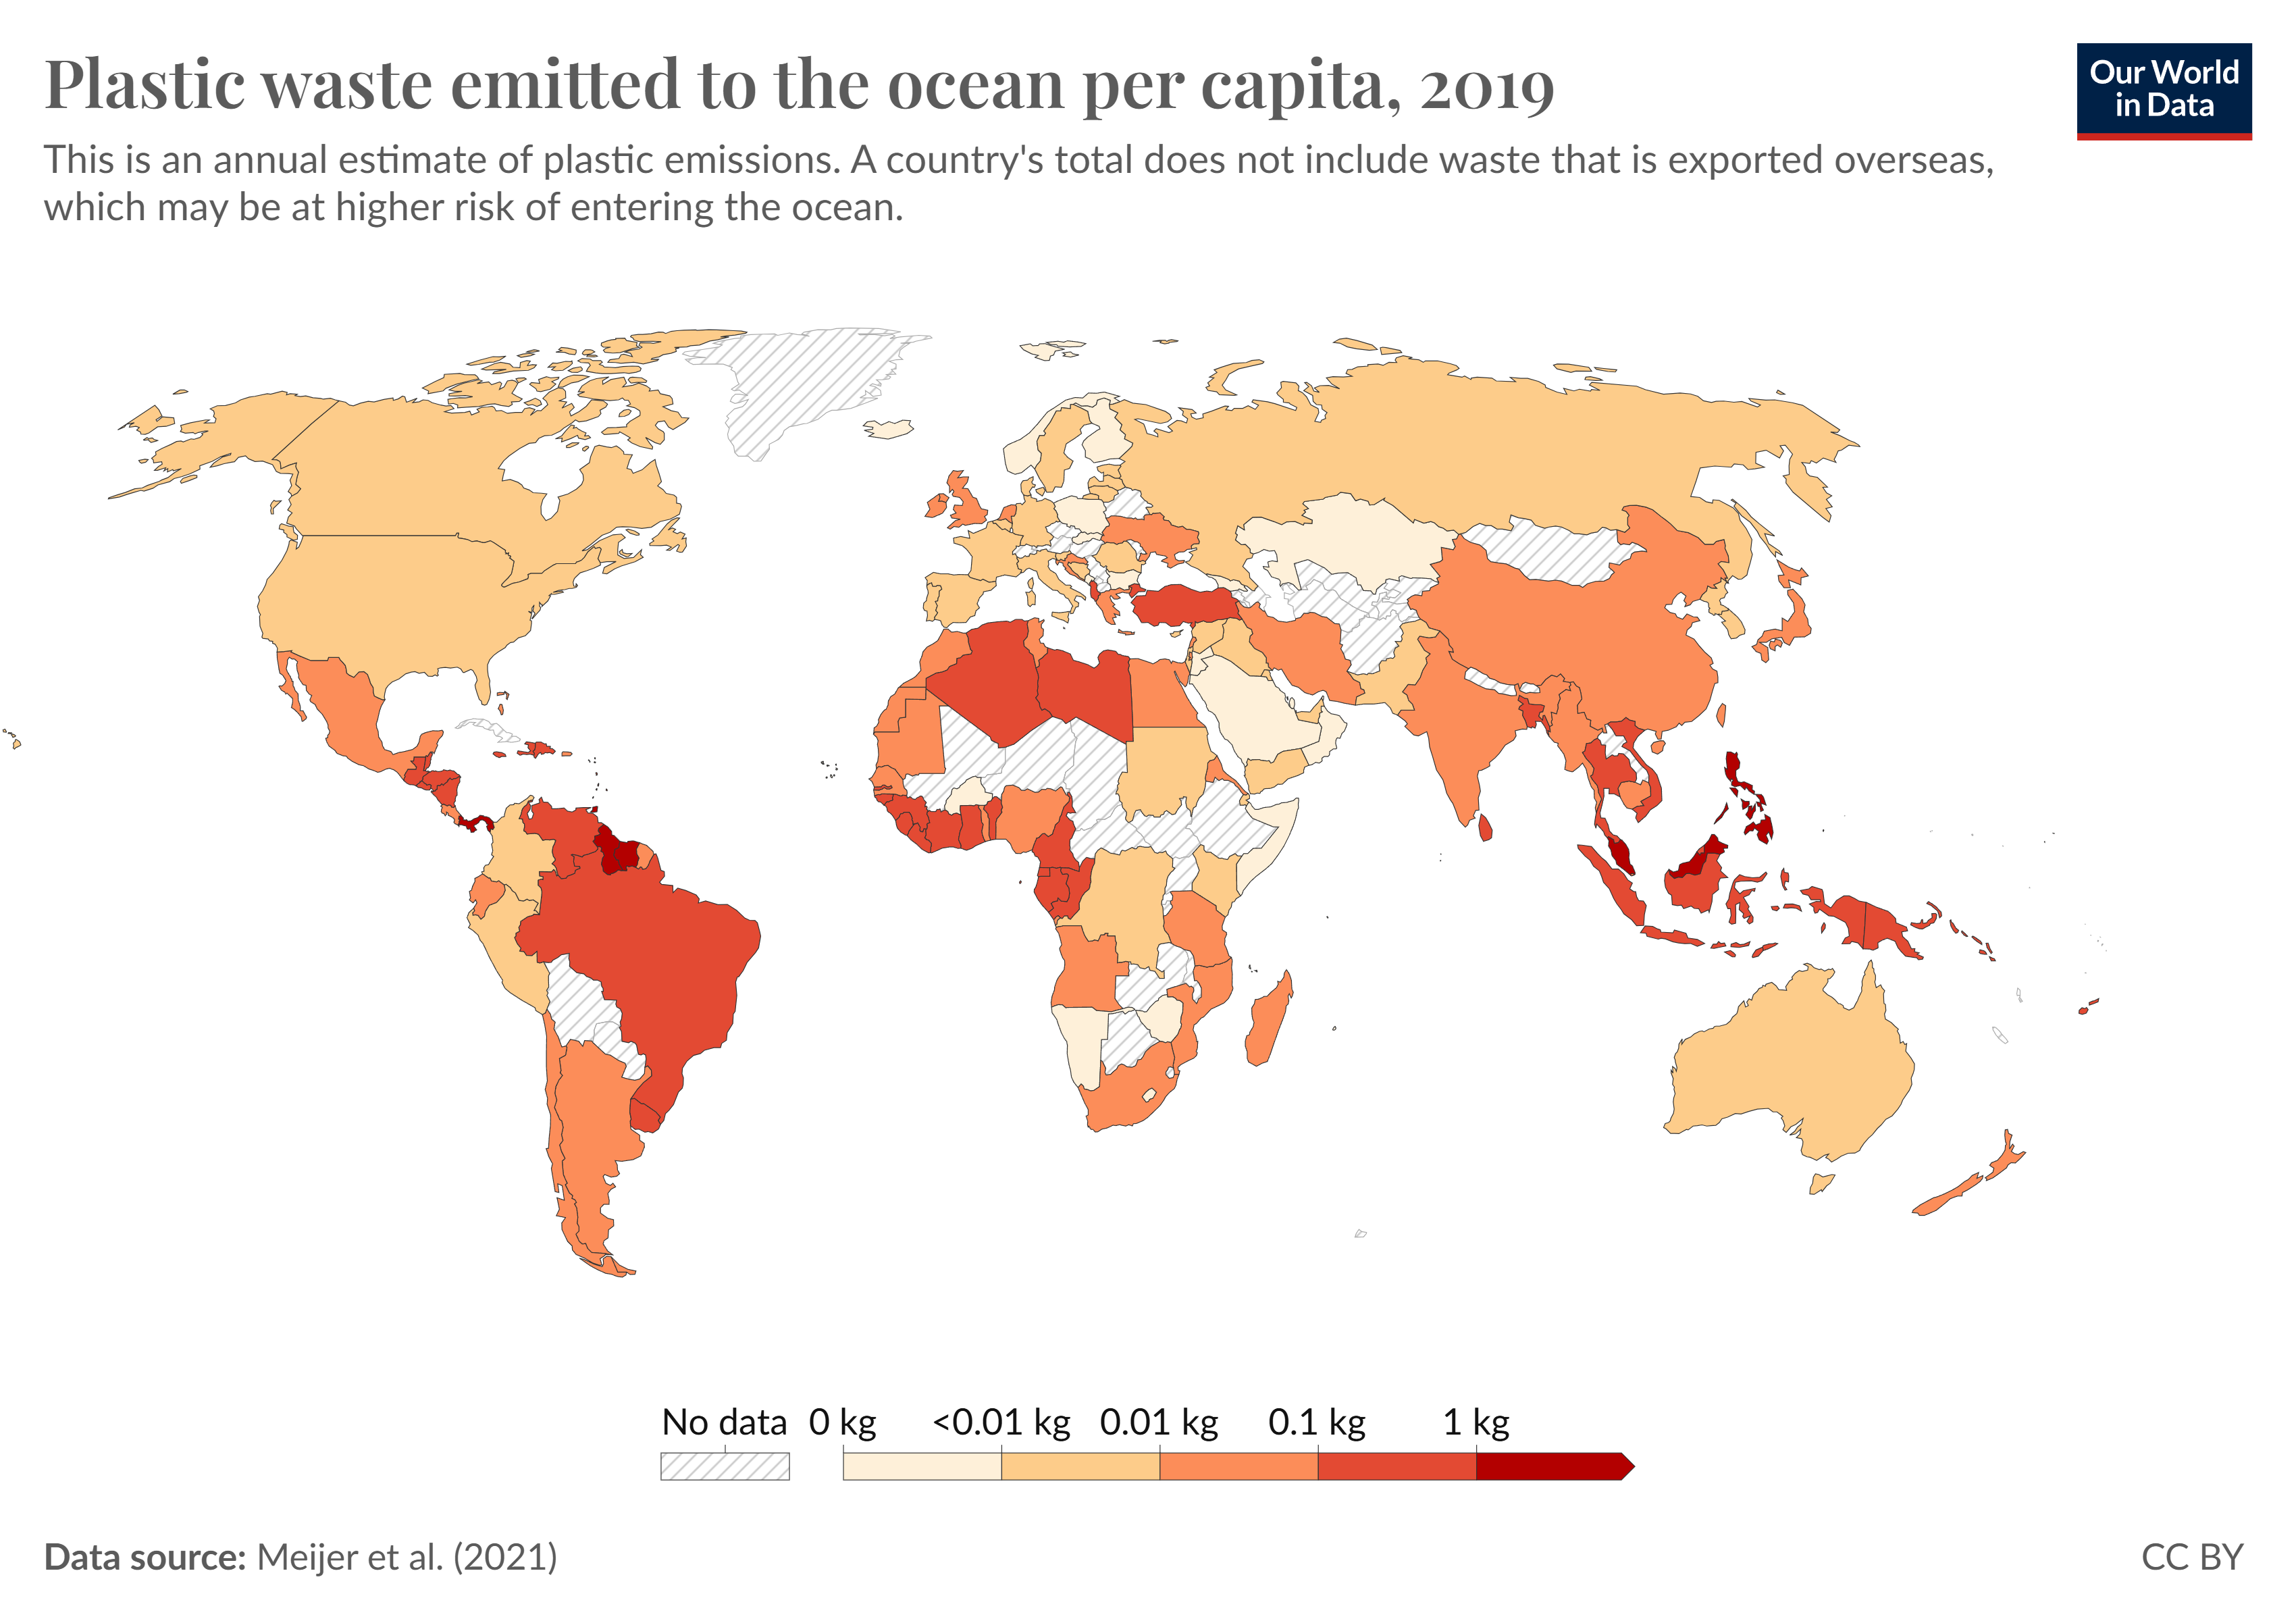 Plastic waste emitted to the ocean per capita, 2019
Our World
in Data
This is an annual estimate of plastic emissions. A country's total does not include waste that is exported overseas,
which may be at higher risk of entering the ocean.
No data 0 kg <0.01 kg 0.01 kg 0.1 kg 1 kg
Data source: Meijer et al. (2021)
CC BY